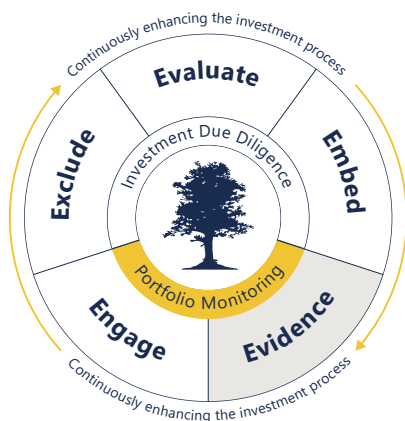 Continuously enhancing the investment process
Evaluate
Exclude
Embed
Investment Due Diligence
Portfolio Monitoring
Engage
Evidence
Continuously enhancing the investment process